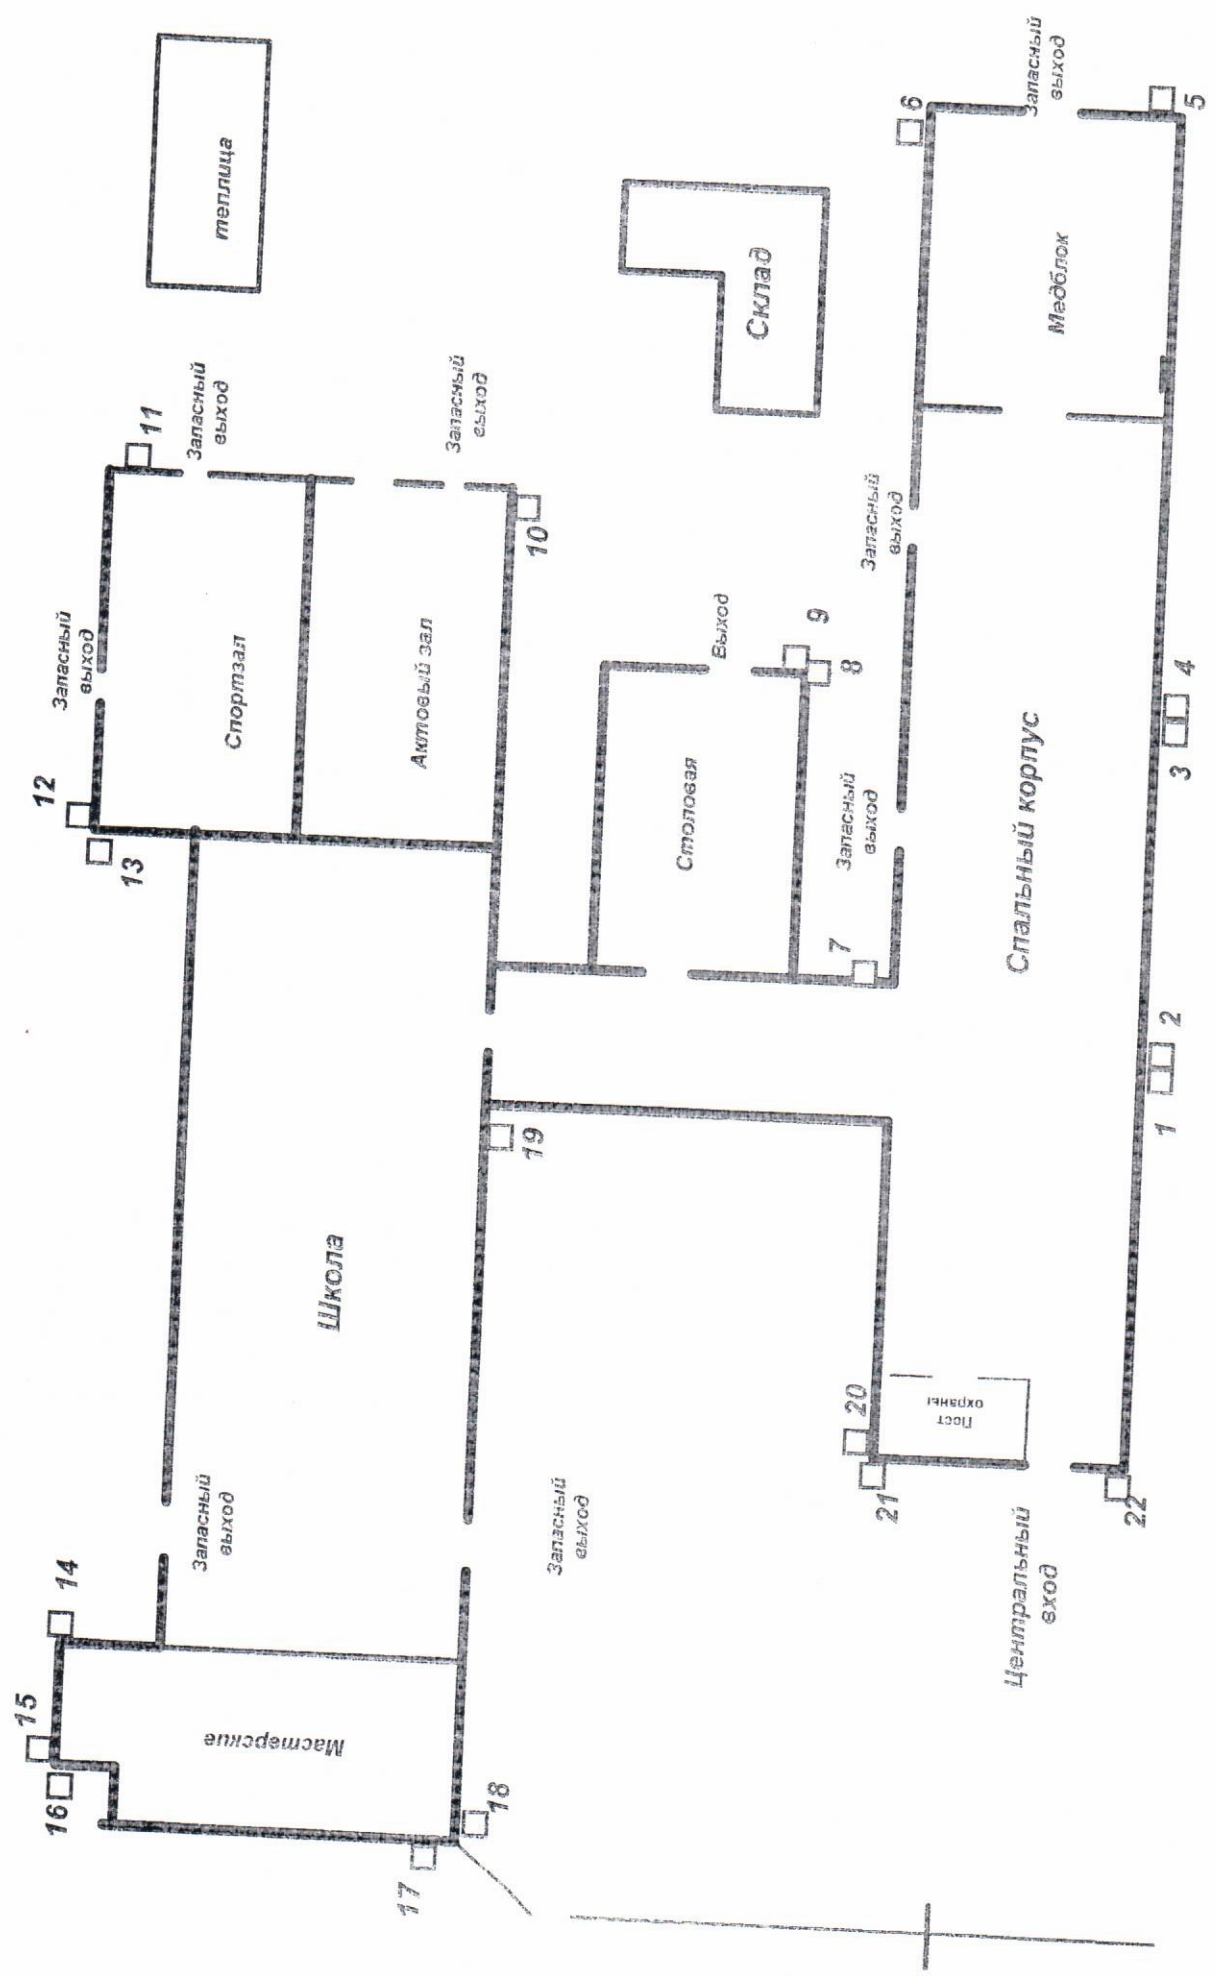 теплица
11
Запасный
выход
Запасный
выход
12
13
Спортзал
Запасный
выход
Актовый зал
10
Склад
6
Запасный
выход
5
Медблок
Запасный
выход
Выход
9
8
Столовая
Запасный
выход
7
4
3
Спальный корпус
2
1
19
Школа
Запасный
выход
Запасный
выход
14
15
16
Мастерские
17
18
20
21
Пост
охраны
22
Центральный
вход